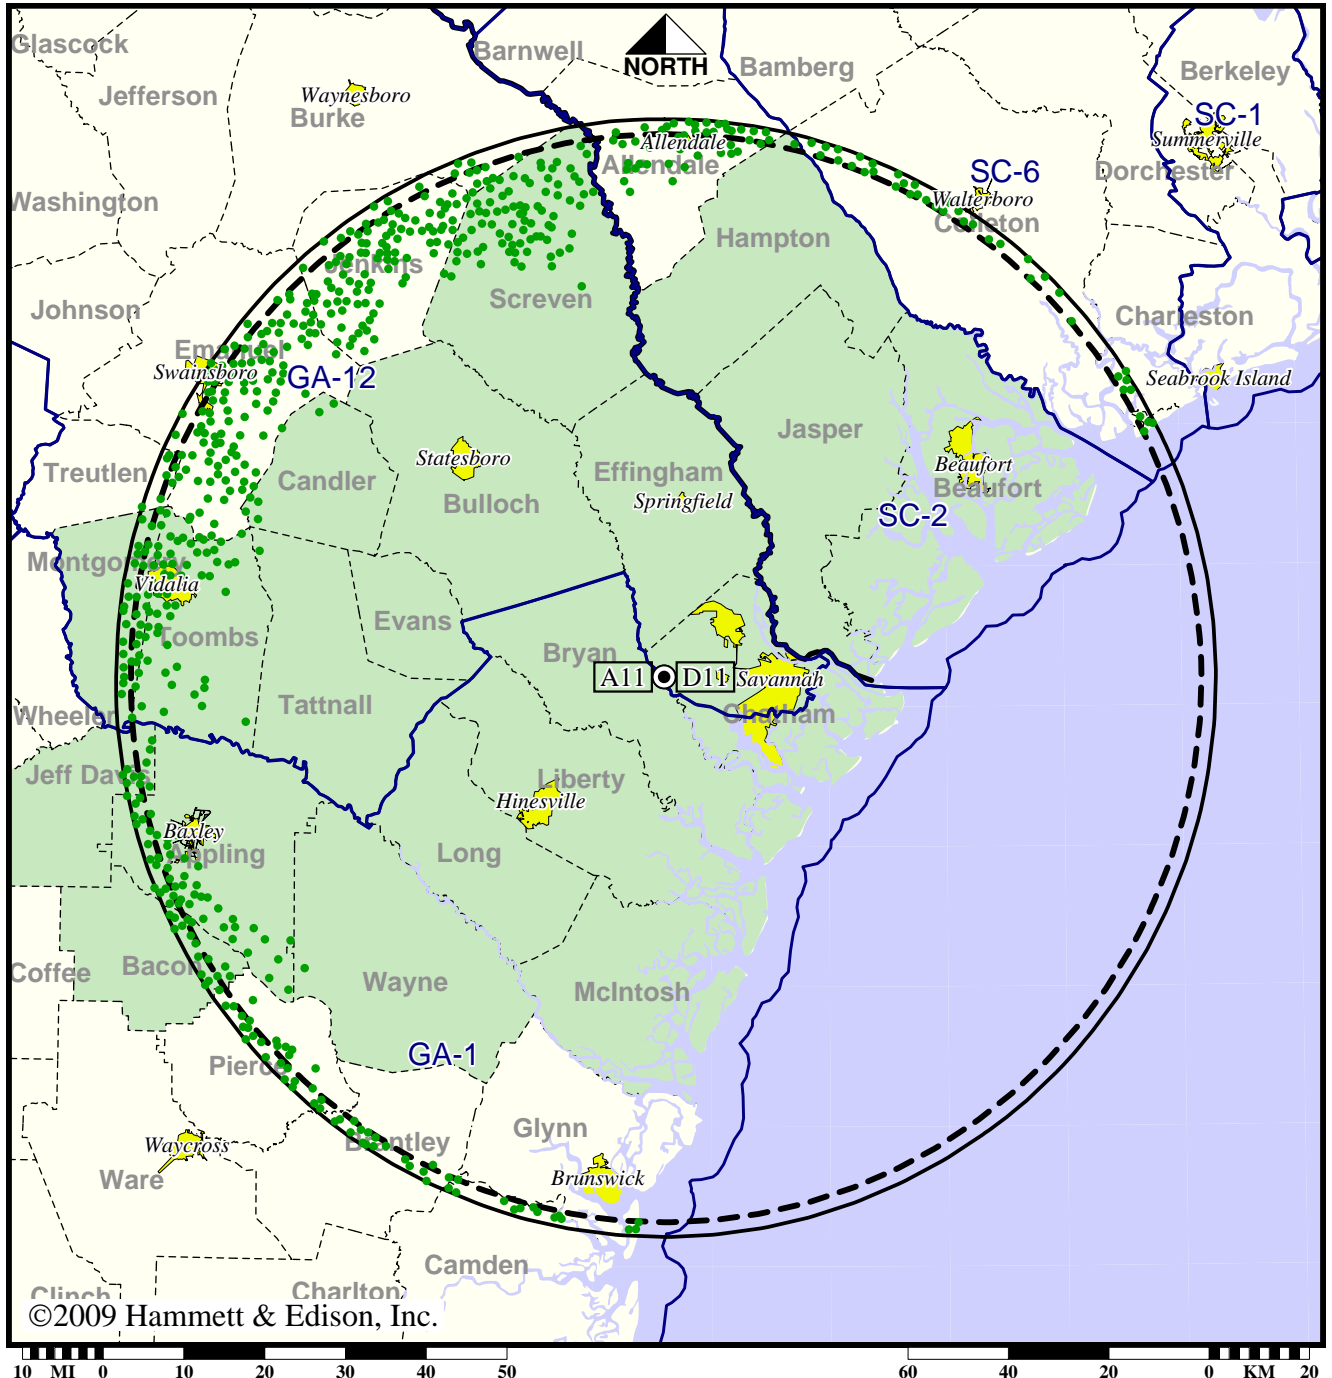 Glascock
Barnwell
NORTH
Bamberg
Berkeley
Jefferson
Waynesboro
Burke
SC-1
Summerville
Allendale
Allendale
SC-6
Dorchester
Washington
Walterboro
Colleton
Hampton
Jenkins
Screven
Johnson
Charleston
Emanuel
Swainsboro
GA-12
Seabrook Island
Jasper
Treutlen
Candler
Statesboro
Bulloch
Effingham
Springfield
Beaufort
Beaufort
SC-2
Montgomery
Vidalia
Toombs
Evans
Bryan
A11
D11
Savannah
Tattnall
Wheeler
Chatham
Jeff Davis
Liberty
Hinesville
Baxley
Appling
Long
Coffee
Bacon
Wayne
McIntosh
GA-1
Pierce
Glynn
Waycross
Brantley
Ware
Brunswick
Camden
Clinch
Charlton
©2009 Hammett & Edison, Inc.
10 MI 0 10 20 30 40 50 60 40 20 0 KM 20